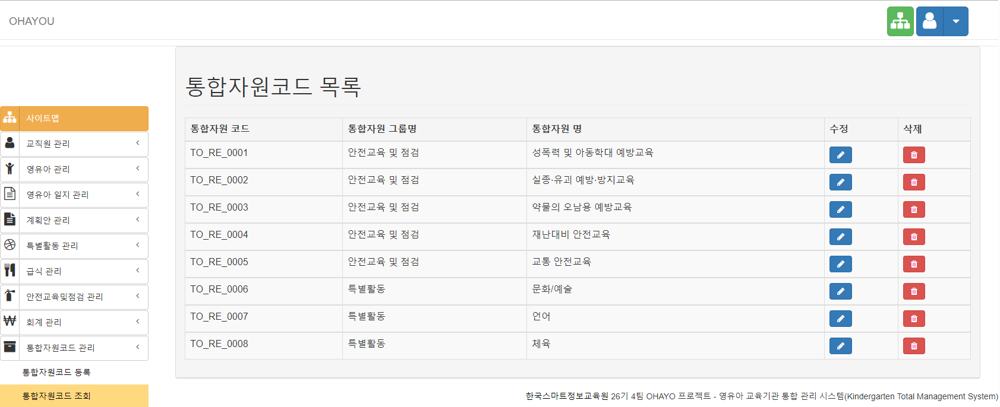 OHAYOU
사이트맵
교직원 관리
영유아 관리
영유아 일지 관리
계획안 관리
특별활동 관리
급식 관리
안전교육및점검 관리
회계 관리
통합자원코드 관리
통합자원코드 등록
통합자원코드 조회
통합자원코드 목록
통합자원 코드 통합자원 그룹명 통합자원 명 수정 삭제
TO_RE_0001 안전교육 및 점검 성폭력 및 아동학대 예방교육
TO_RE_0002 안전교육 및 점검 실종·유괴 예방·방지교육
TO_RE_0003 안전교육 및 점검 약물의 오남용 예방교육
TO_RE_0004 안전교육 및 점검 재난대비 안전교육
TO_RE_0005 안전교육 및 점검 교통 안전교육
TO_RE_0006 특별활동 문화/예술
TO_RE_0007 특별활동 언어
TO_RE_0008 특별활동 체육
한국스마트정보교육원 26기 4팀 OHAYO 프로젝트 - 영유아 교육기관 통합 관리 시스템(Kindergarten Total Management System)